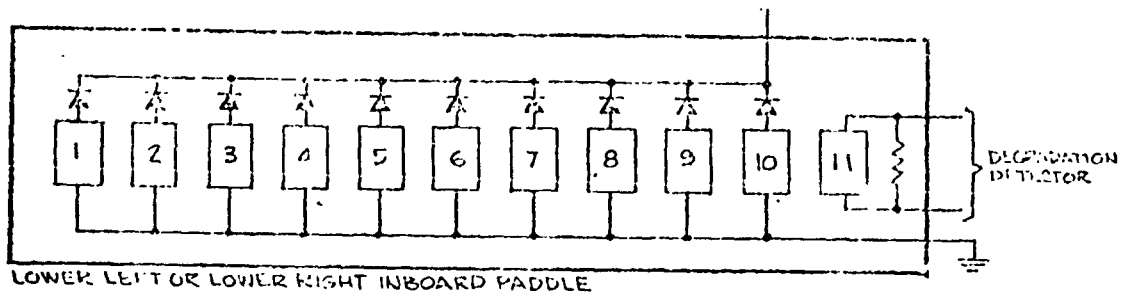 1 2 3 4 5 6 7 8 9 10 11
DEGRADATION
DETECTOR
LOWER LEFT OR LOWER RIGHT INBOARD PADDLE